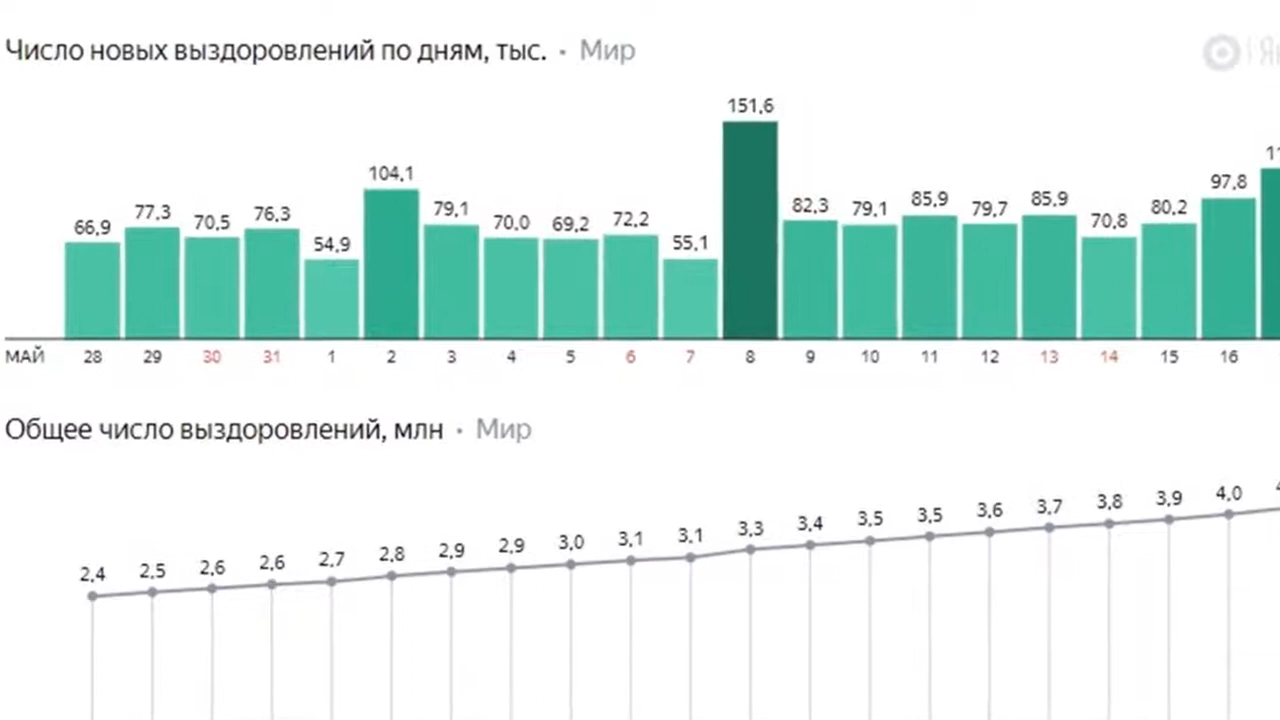 Число новых выздоровлений по дням, тыс. • Мир
151,6
104,1
97,8
85,9 85,9
82,3 79,1 79,7 80,2
77,3 76,3 79,1
66,9 70,5 70,0 69,2 72,2 70,8
54,9 55,1
МАЙ 28 29 30 31 1 2 3 4 5 6 7 8 9 10 11 12 13 14 15 16
Общее число выздоровлений, млн • Мир
2,4 2,5 2,6 2,6 2,7 2,8 2,9 2,9 3,0 3,1 3,1 3,3 3,4 3,5 3,5 3,6 3,7 3,8 3,9 4,0